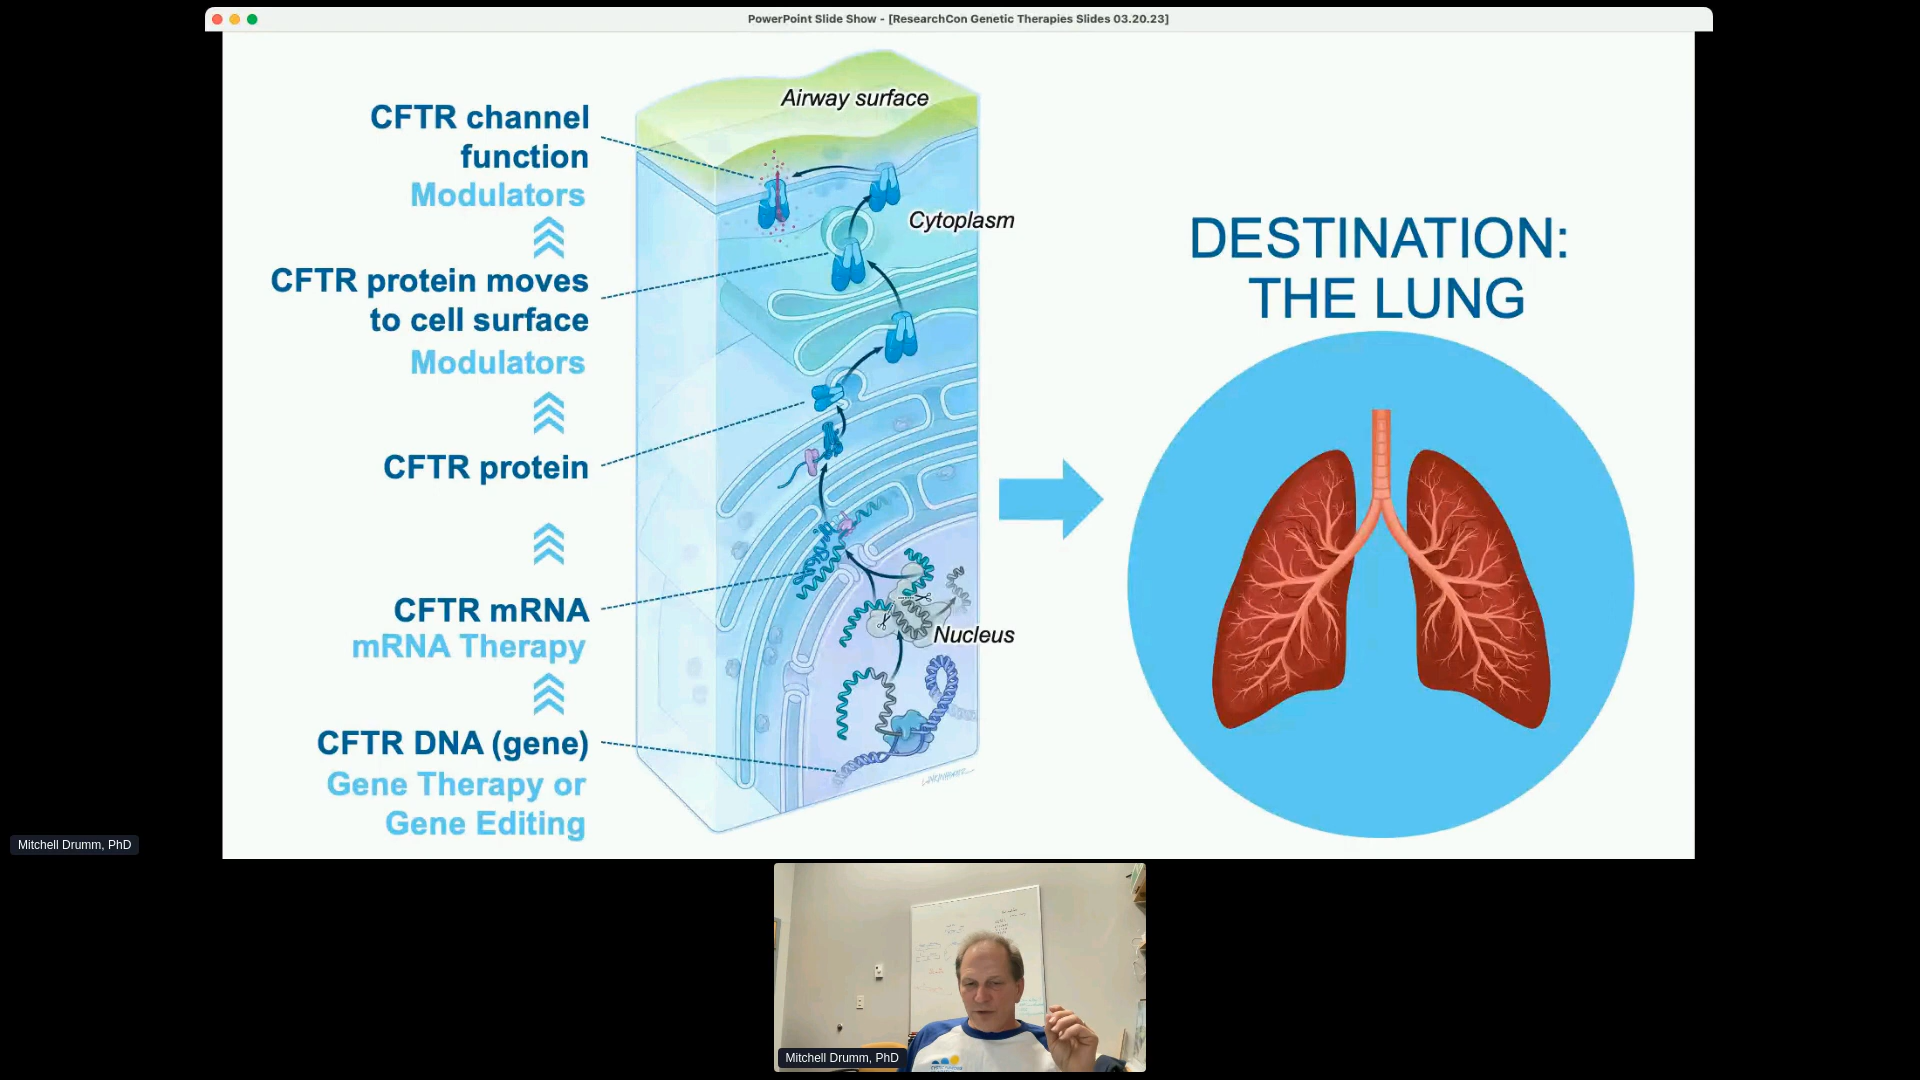 PowerPoint Slide Show - [ResearchCon Genetic Therapies Slides 03.20.23]
Airway surface
CFTR channel
function
Modulators
Cytoplasm
CFTR protein moves
to cell surface
Modulators
CFTR protein
CFTR mRNA
mRNA Therapy
Nucleus
CFTR DNA (gene)
Gene Therapy or
Gene Editing
DESTINATION:
THE LUNG
Mitchell Drumm, PhD
Mitchell Drumm, PhD